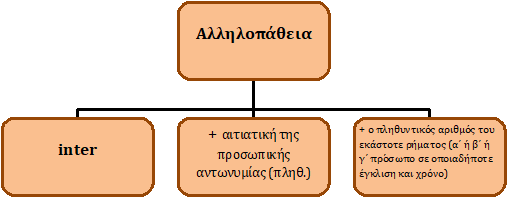 Αλληλοπάθεια
inter
+ αιτιατική της
προσωπικής
αντωνυμίας (πληθ.)
+ ο πληθυντικός αριθμός του
εκάστοτε ρήματος (α΄ ή β΄ ή
γ΄ πρόσωπο σε οποιαδήποτε
έγκλιση και χρόνο)